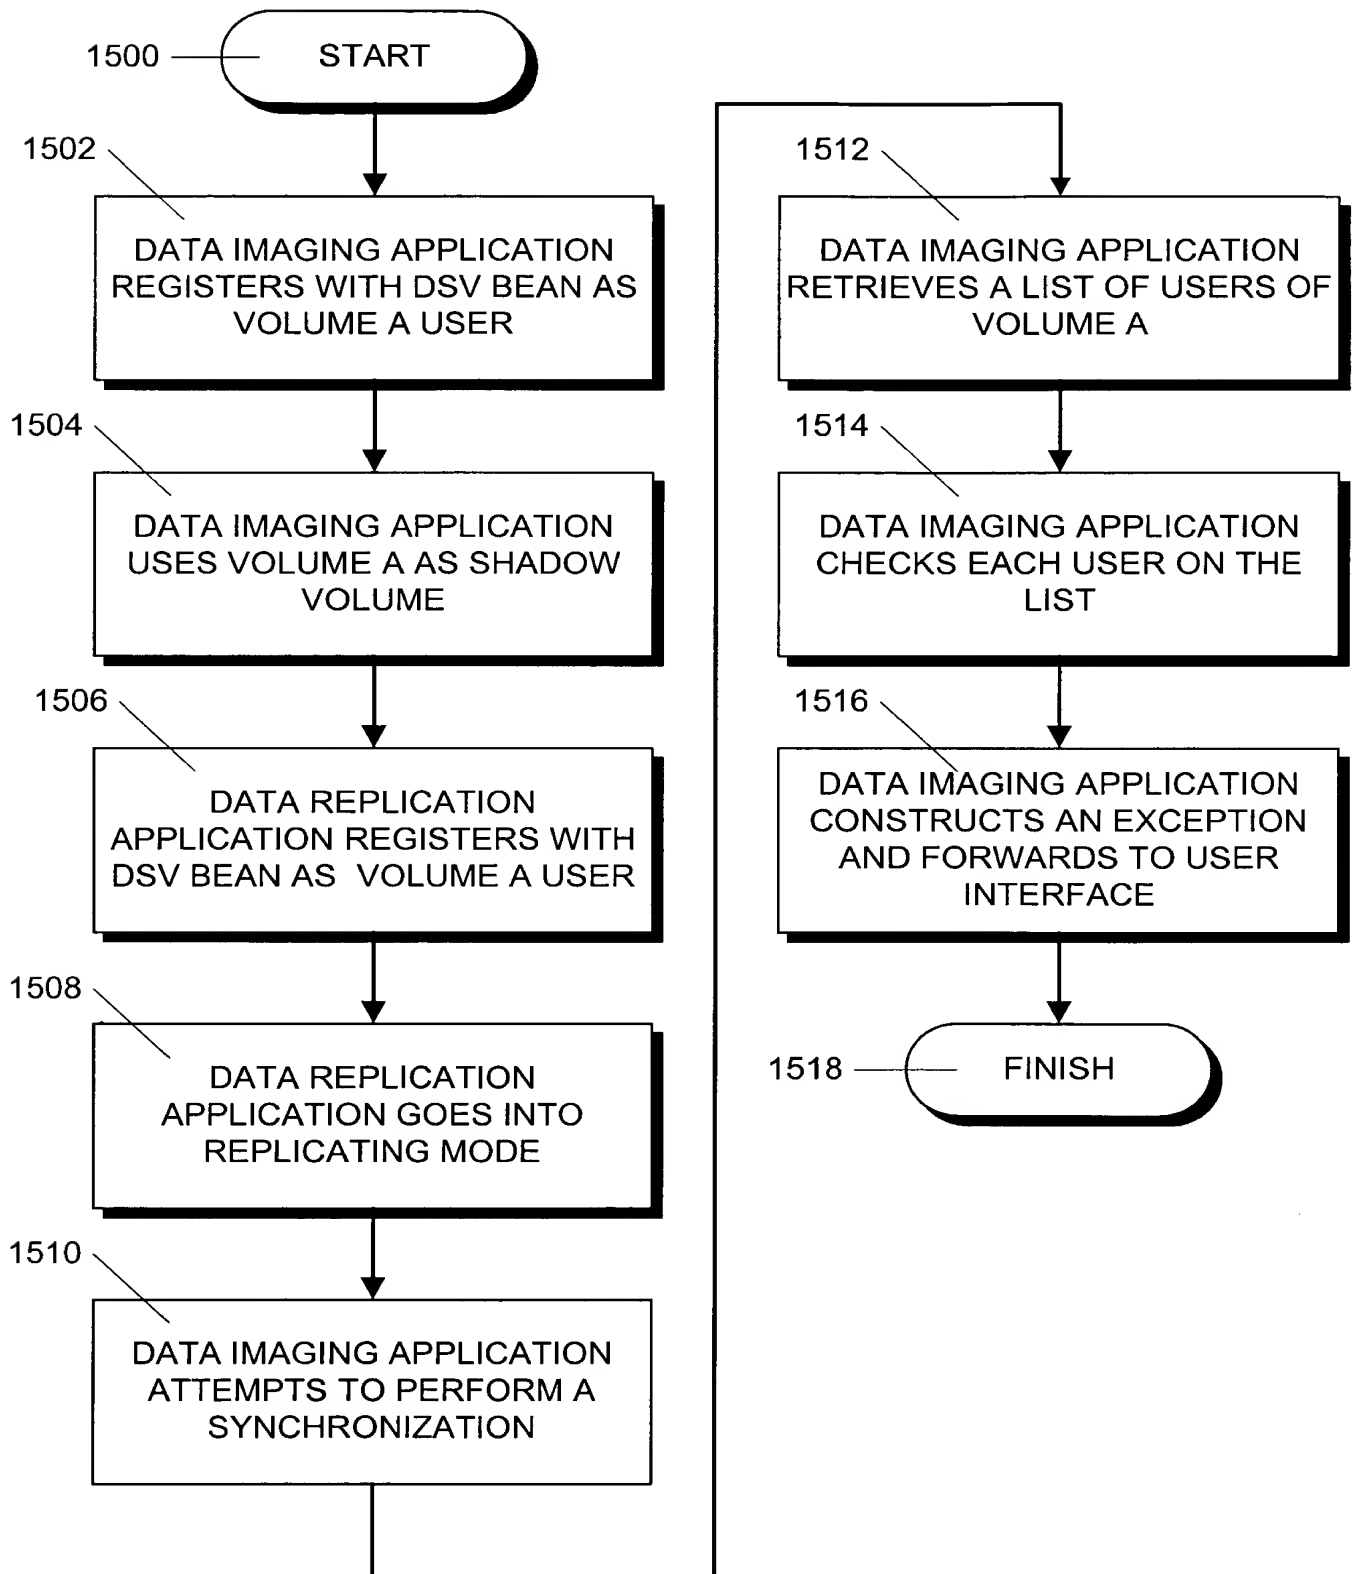 1500
START
1502
DATA IMAGING APPLICATION
REGISTERS WITH DSV BEAN AS
VOLUME A USER
1504
DATA IMAGING APPLICATION
USES VOLUME A AS SHADOW
VOLUME
1506
DATA REPLICATION
APPLICATION REGISTERS WITH
DSV BEAN AS VOLUME A USER
1508
DATA REPLICATION
APPLICATION GOES INTO
REPLICATING MODE
1510
DATA IMAGING APPLICATION
ATTEMPTS TO PERFORM A
SYNCHRONIZATION
1512
DATA IMAGING APPLICATION
RETRIEVES A LIST OF USERS OF
VOLUME A
1514
DATA IMAGING APPLICATION
CHECKS EACH USER ON THE
LIST
1516
DATA IMAGING APPLICATION
CONSTRUCTS AN EXCEPTION
AND FORWARDS TO USER
INTERFACE
1518
FINISH